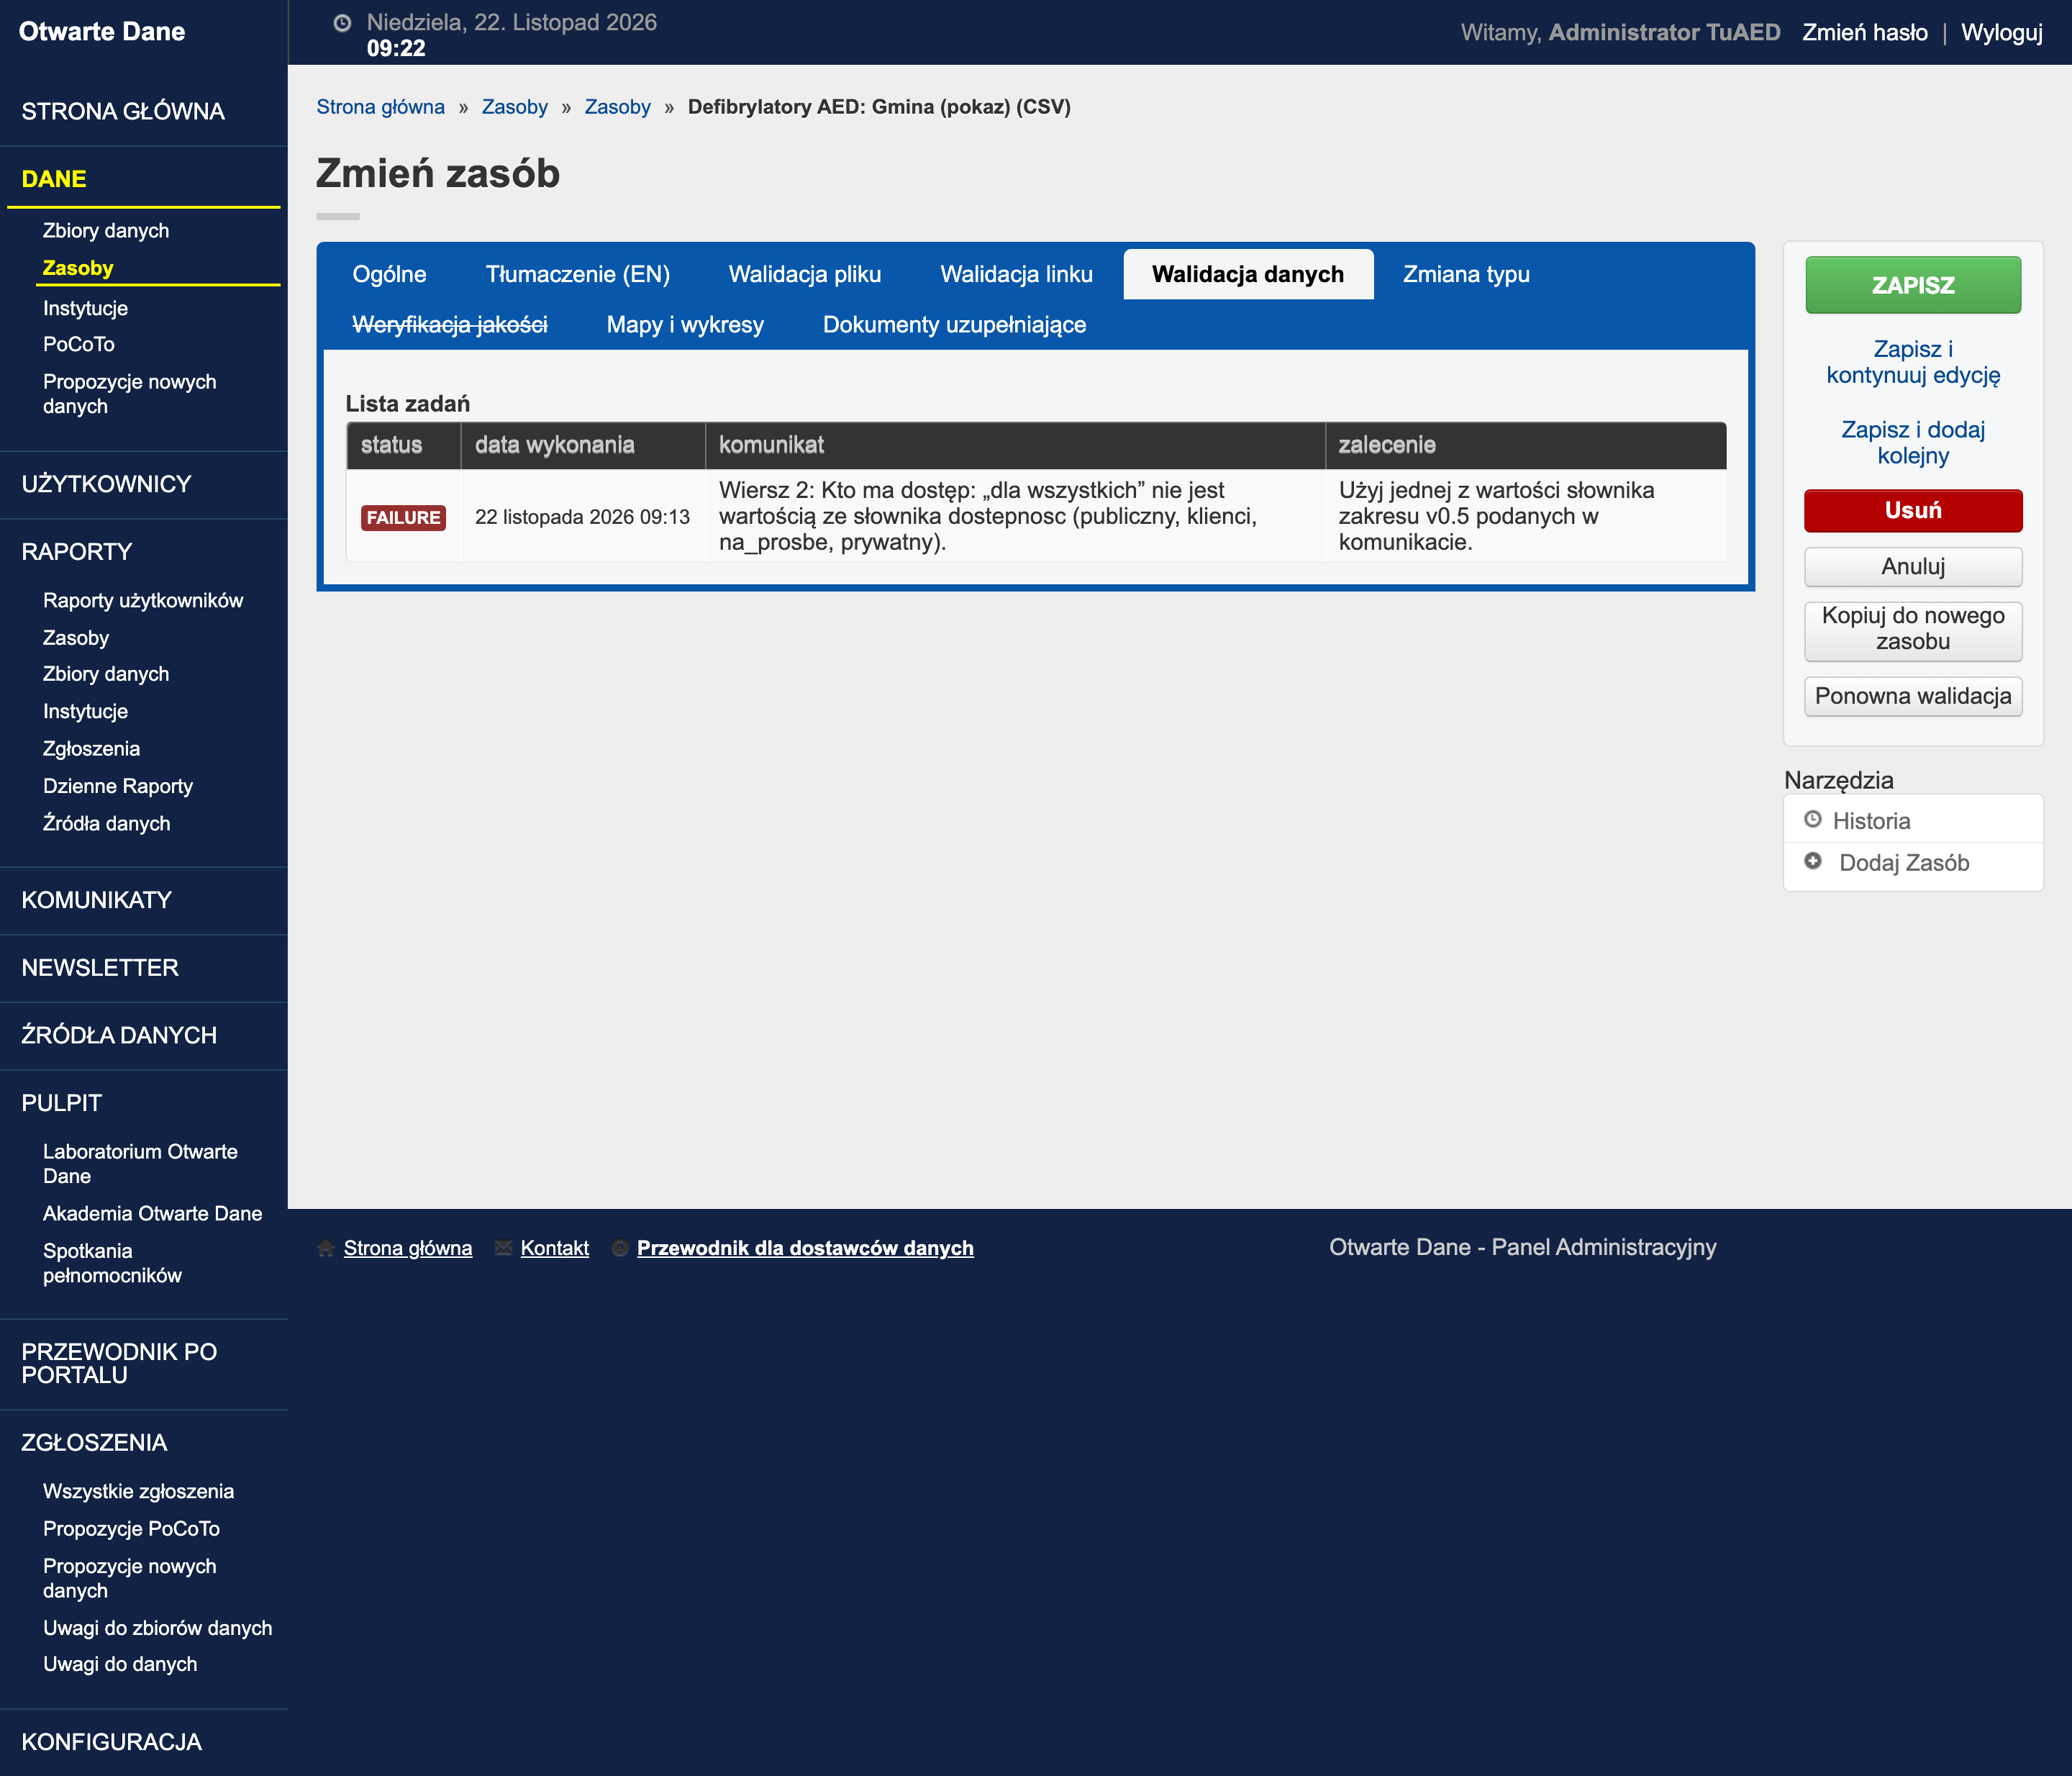 Otwarte Dane
Niedziela, 22. Listopad 2026
09:22
Witamy, Administrator TuAED Zmień hasło | Wyloguj
STRONA GŁÓWNA
DANE
Zbiory danych
Zasoby
Instytucje
PoCoTo
Propozycje nowych
danych
UŻYTKOWNICY
RAPORTY
Raporty użytkowników
Zasoby
Zbiory danych
Instytucje
Zgłoszenia
Dzienne Raporty
Źródła danych
KOMUNIKATY
NEWSLETTER
ŹRÓDŁA DANYCH
PULPIT
Laboratorium Otwarte
Dane
Akademia Otwarte Dane
Spotkania
pełnomocników
PRZEWODNIK PO
PORTALU
ZGŁOSZENIA
Wszystkie zgłoszenia
Propozycje PoCoTo
Propozycje nowych
danych
Uwagi do zbiorów danych
Uwagi do danych
KONFIGURACJA
Strona główna » Zasoby » Zasoby » Defibrylatory AED: Gmina (pokaz) (CSV)
Zmień zasób
Ogólne Tłumaczenie (EN) Walidacja pliku Walidacja linku Walidacja danych Zmiana typu
Weryfikacja jakości Mapy i wykresy Dokumenty uzupełniające
Lista zadań
status data wykonania komunikat zalecenie
FAILURE
22 listopada 2026 09:13
Wiersz 2: Kto ma dostęp: „dla wszystkich” nie jest
wartością ze słownika dostepnosc (publiczny, klienci,
na_prosbe, prywatny).
Użyj jednej z wartości słownika
zakresu v0.5 podanych w
komunikacie.
ZAPISZ
Zapisz i
kontynuuj edycję
Zapisz i dodaj
kolejny
Usuń
Anuluj
Kopiuj do nowego
zasobu
Ponowna walidacja
Narzędzia
Historia
Dodaj Zasób
Strona główna Kontakt Przewodnik dla dostawców danych
Otwarte Dane - Panel Administracyjny